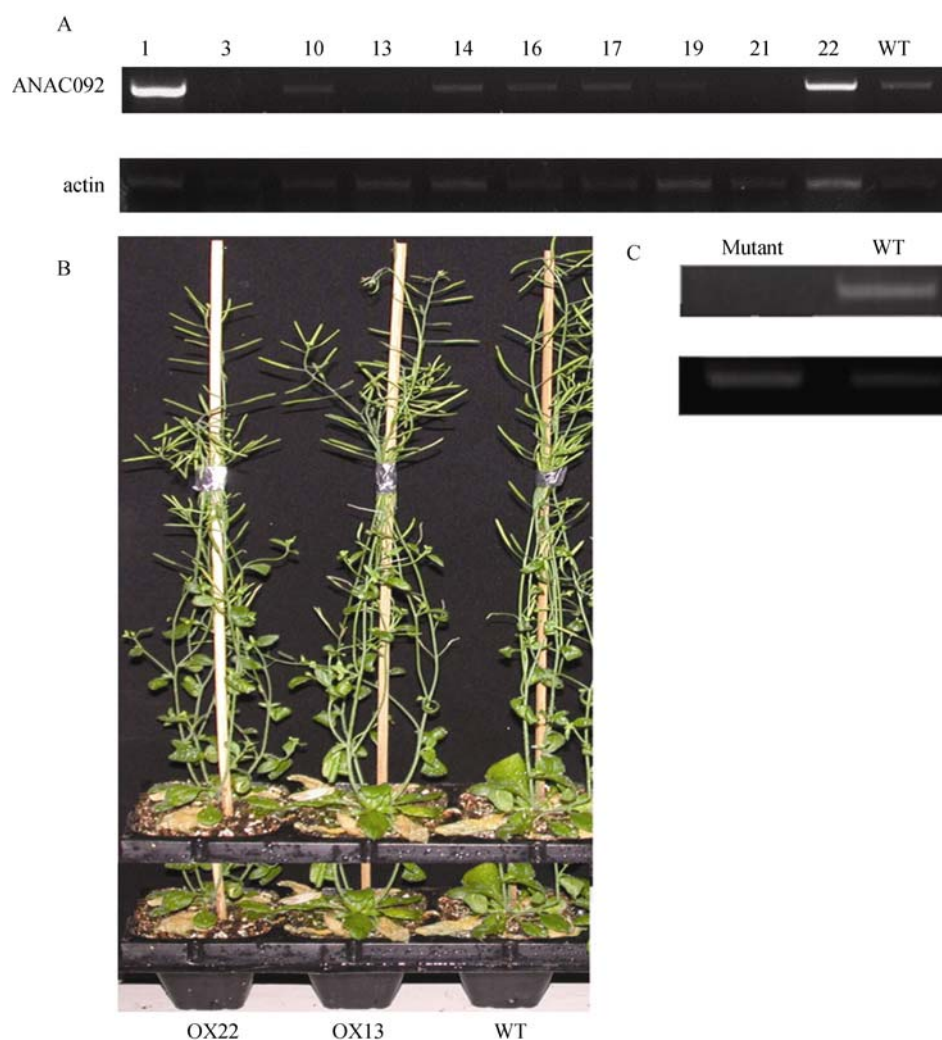 A
1 3 10 13 14 16 17 19 21 22 WT
ANAC092
actin
B
C
Mutant WT
OX22 OX13 WT